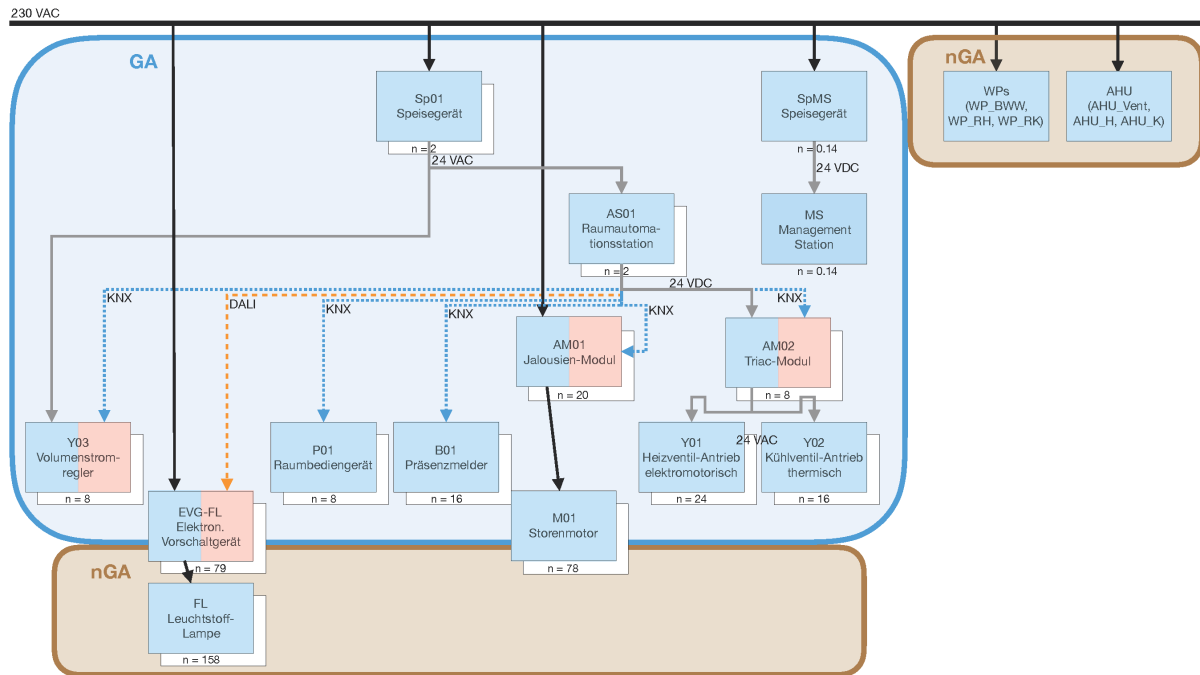 230 VAC
GA
nGA
Sp01
Speisegerät
n = 2
24 VAC
SpMS
Speisegerät
n = 0.14
24 VDC
WPs
(WP_BWW,
WP_RH, WP_RK)
AHU
(AHU_Vent,
AHU_H, AHU_K)
AS01
Raumautoma-
tionsstation
n = 2
24 VDC
MS
Management
Station
n = 0.14
KNX
DALI
KNX
KNX
KNX
KNX
AM01
Jalousien-Modul
n = 20
AM02
Triac-Modul
n = 8
24 VAC
Y03
Volumenstrom-
regler
n = 8
P01
Raumbediengerät
n = 8
B01
Präsenzmelder
n = 16
Y01
Heizventil-Antrieb
elektromotorisch
n = 24
Y02
Kühlventil-Antrieb
thermisch
n = 16
EVG-FL
Elektron.
Vorschaltgerät
n = 79
M01
Storenmotor
n = 78
nGA
FL
Leuchtstoff-
Lampe
n = 158